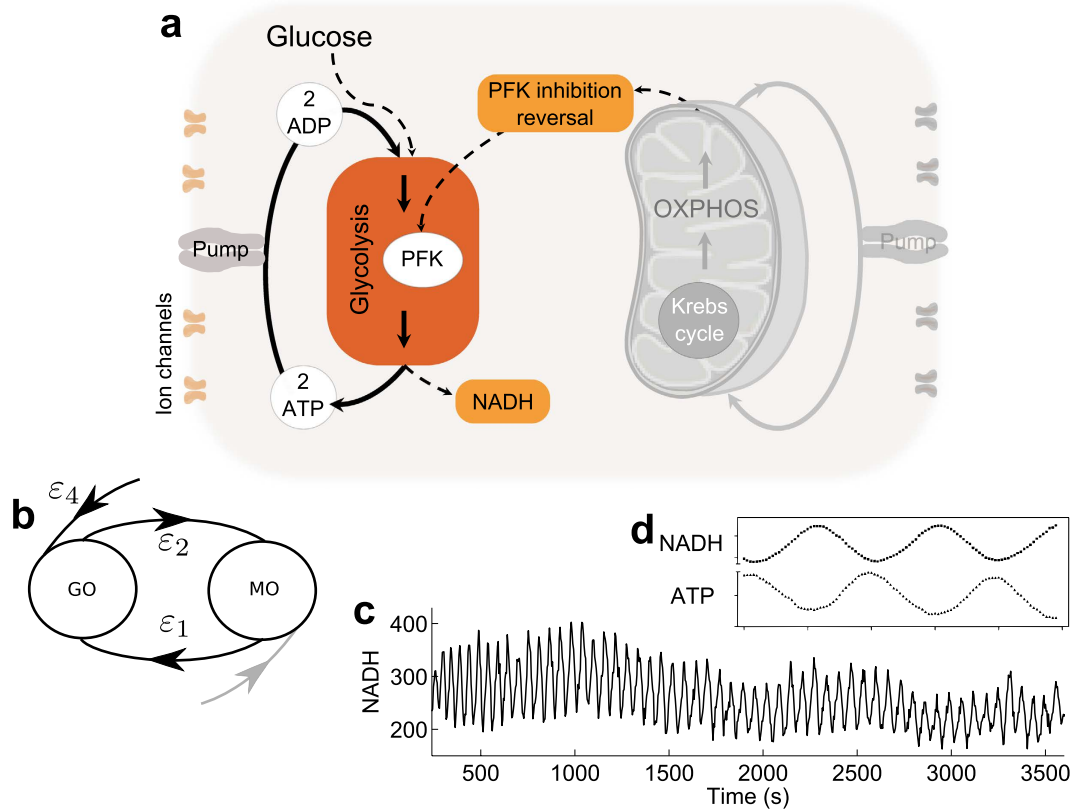 a
Glucose
2
ADP
PFK inhibition
reversal
Glycolysis
PFK
OXPHOS
Pump
Pump
Krebs
cycle
Ion channels
2
ATP
NADH
b
ε4
ε2
GO
MO
ε1
d
NADH
ATP
c
NADH
400
300
200
500
1000
1500
2000
2500
3000
3500
Time (s)